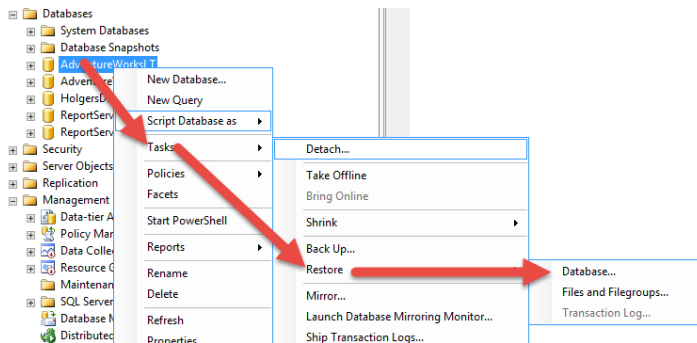 Databases
System Databases
Database Snapshots
AdventureWorksLT
Adventure
HolgersD
ReportServ
ReportServ
Security
Server Objects
Replication
Management
Data-tier A
Policy Mar
Data Colle
Resource G
Maintenan
SQL Server
Database M
Distributed
New Database...
New Query
Script Database as
Tasks
Policies
Facets
Start PowerShell
Reports
Rename
Delete
Refresh
Properties
Detach...
Take Offline
Bring Online
Shrink
Back Up...
Restore
Mirror...
Launch Database Mirroring Monitor...
Ship Transaction Logs...
Database...
Files and Filegroups...
Transaction Log...